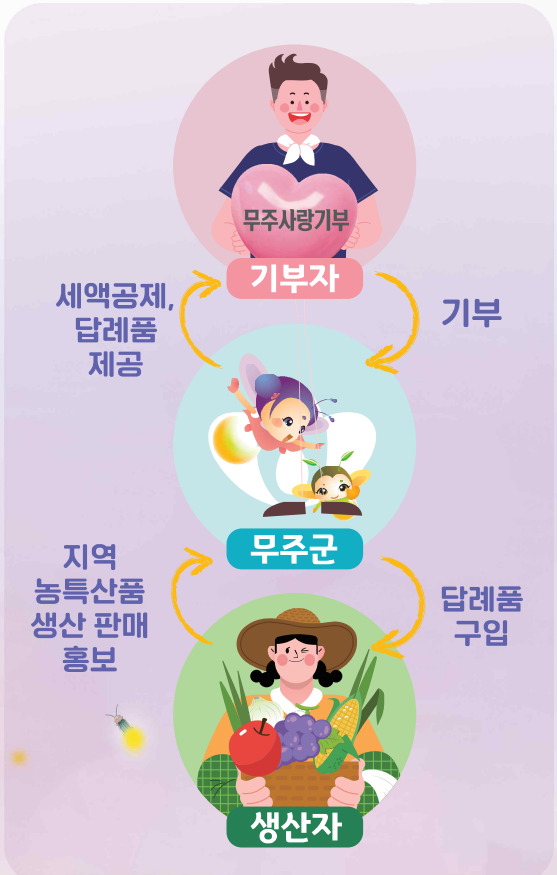 무주사랑기부
기부자
세액공제,
답례품
제공
기부
무주군
지역
농특산품
생산 판매
홍보
답례품
구입
생산자